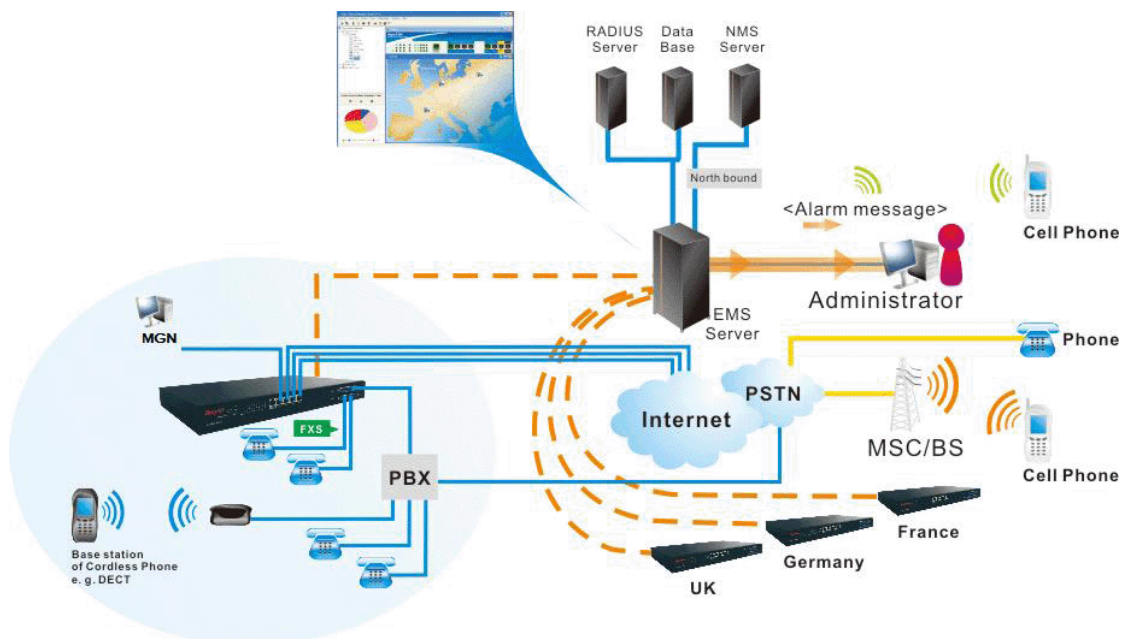 RADIUS
Server
Data
Base
NMS
Server
North bound
<Alarm message>
Cell Phone
EMS
Server
Administrator
MGN
Phone
Internet
PSTN
MSC/BS
Cell Phone
FXS
PBX
Base station
of Cordless Phone
e. g. DECT
France
Germany
UK